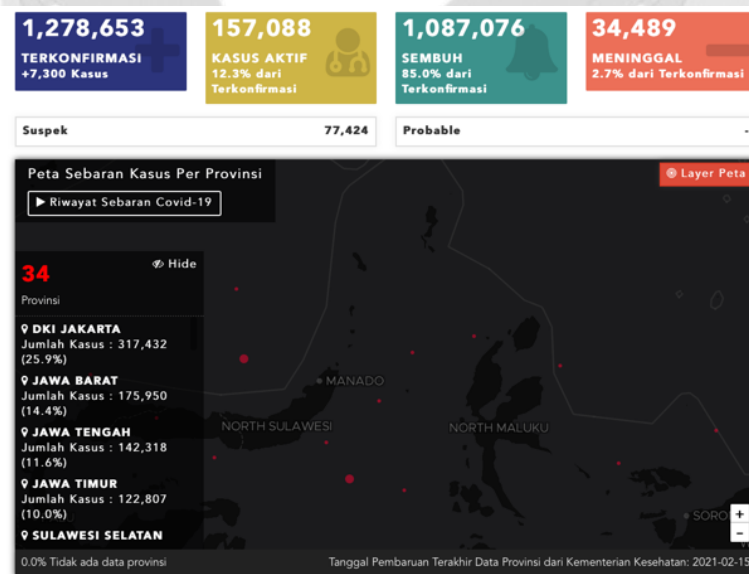 1,278,653
TERKONFIRMASI
+7,300 Kasus
157,088
KASUS AKTIF
12.3% dari
Terkonfirmasi
1,087,076
SEMBUH
85.0% dari
Terkonfirmasi
34,489
MENINGGAL
2.7% dari Terkonfirmasi
Suspek 77,424
Probable -
Peta Sebaran Kasus Per Provinsi
Riwayat Sebaran Covid-19
Layer Peta
34
Hide
Provinsi
DKI JAKARTA
Jumlah Kasus : 317,432
(25.9%)
JAWA BARAT
Jumlah Kasus : 175,950
(14.4%)
JAWA TENGAH
Jumlah Kasus : 142,318
(11.6%)
JAWA TIMUR
Jumlah Kasus : 122,807
(10.0%)
SULAWESI SELATAN
MANADO
NORTH SULAWESI
NORTH MALUKU
SORO
+
-
0.0% Tidak ada data provinsi
Tanggal Pembaruan Terakhir Data Provinsi dari Kementerian Kesehatan: 2021-02-15